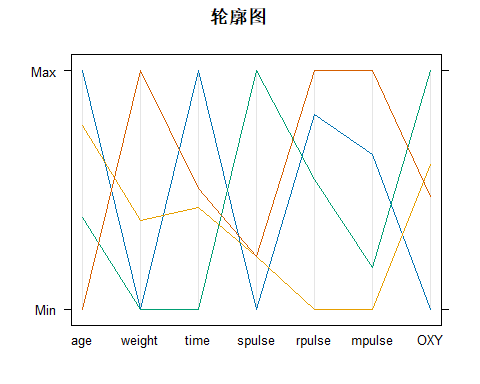 轮廓图
Max
Min
age weight time spulse rpulse mpulse OXY